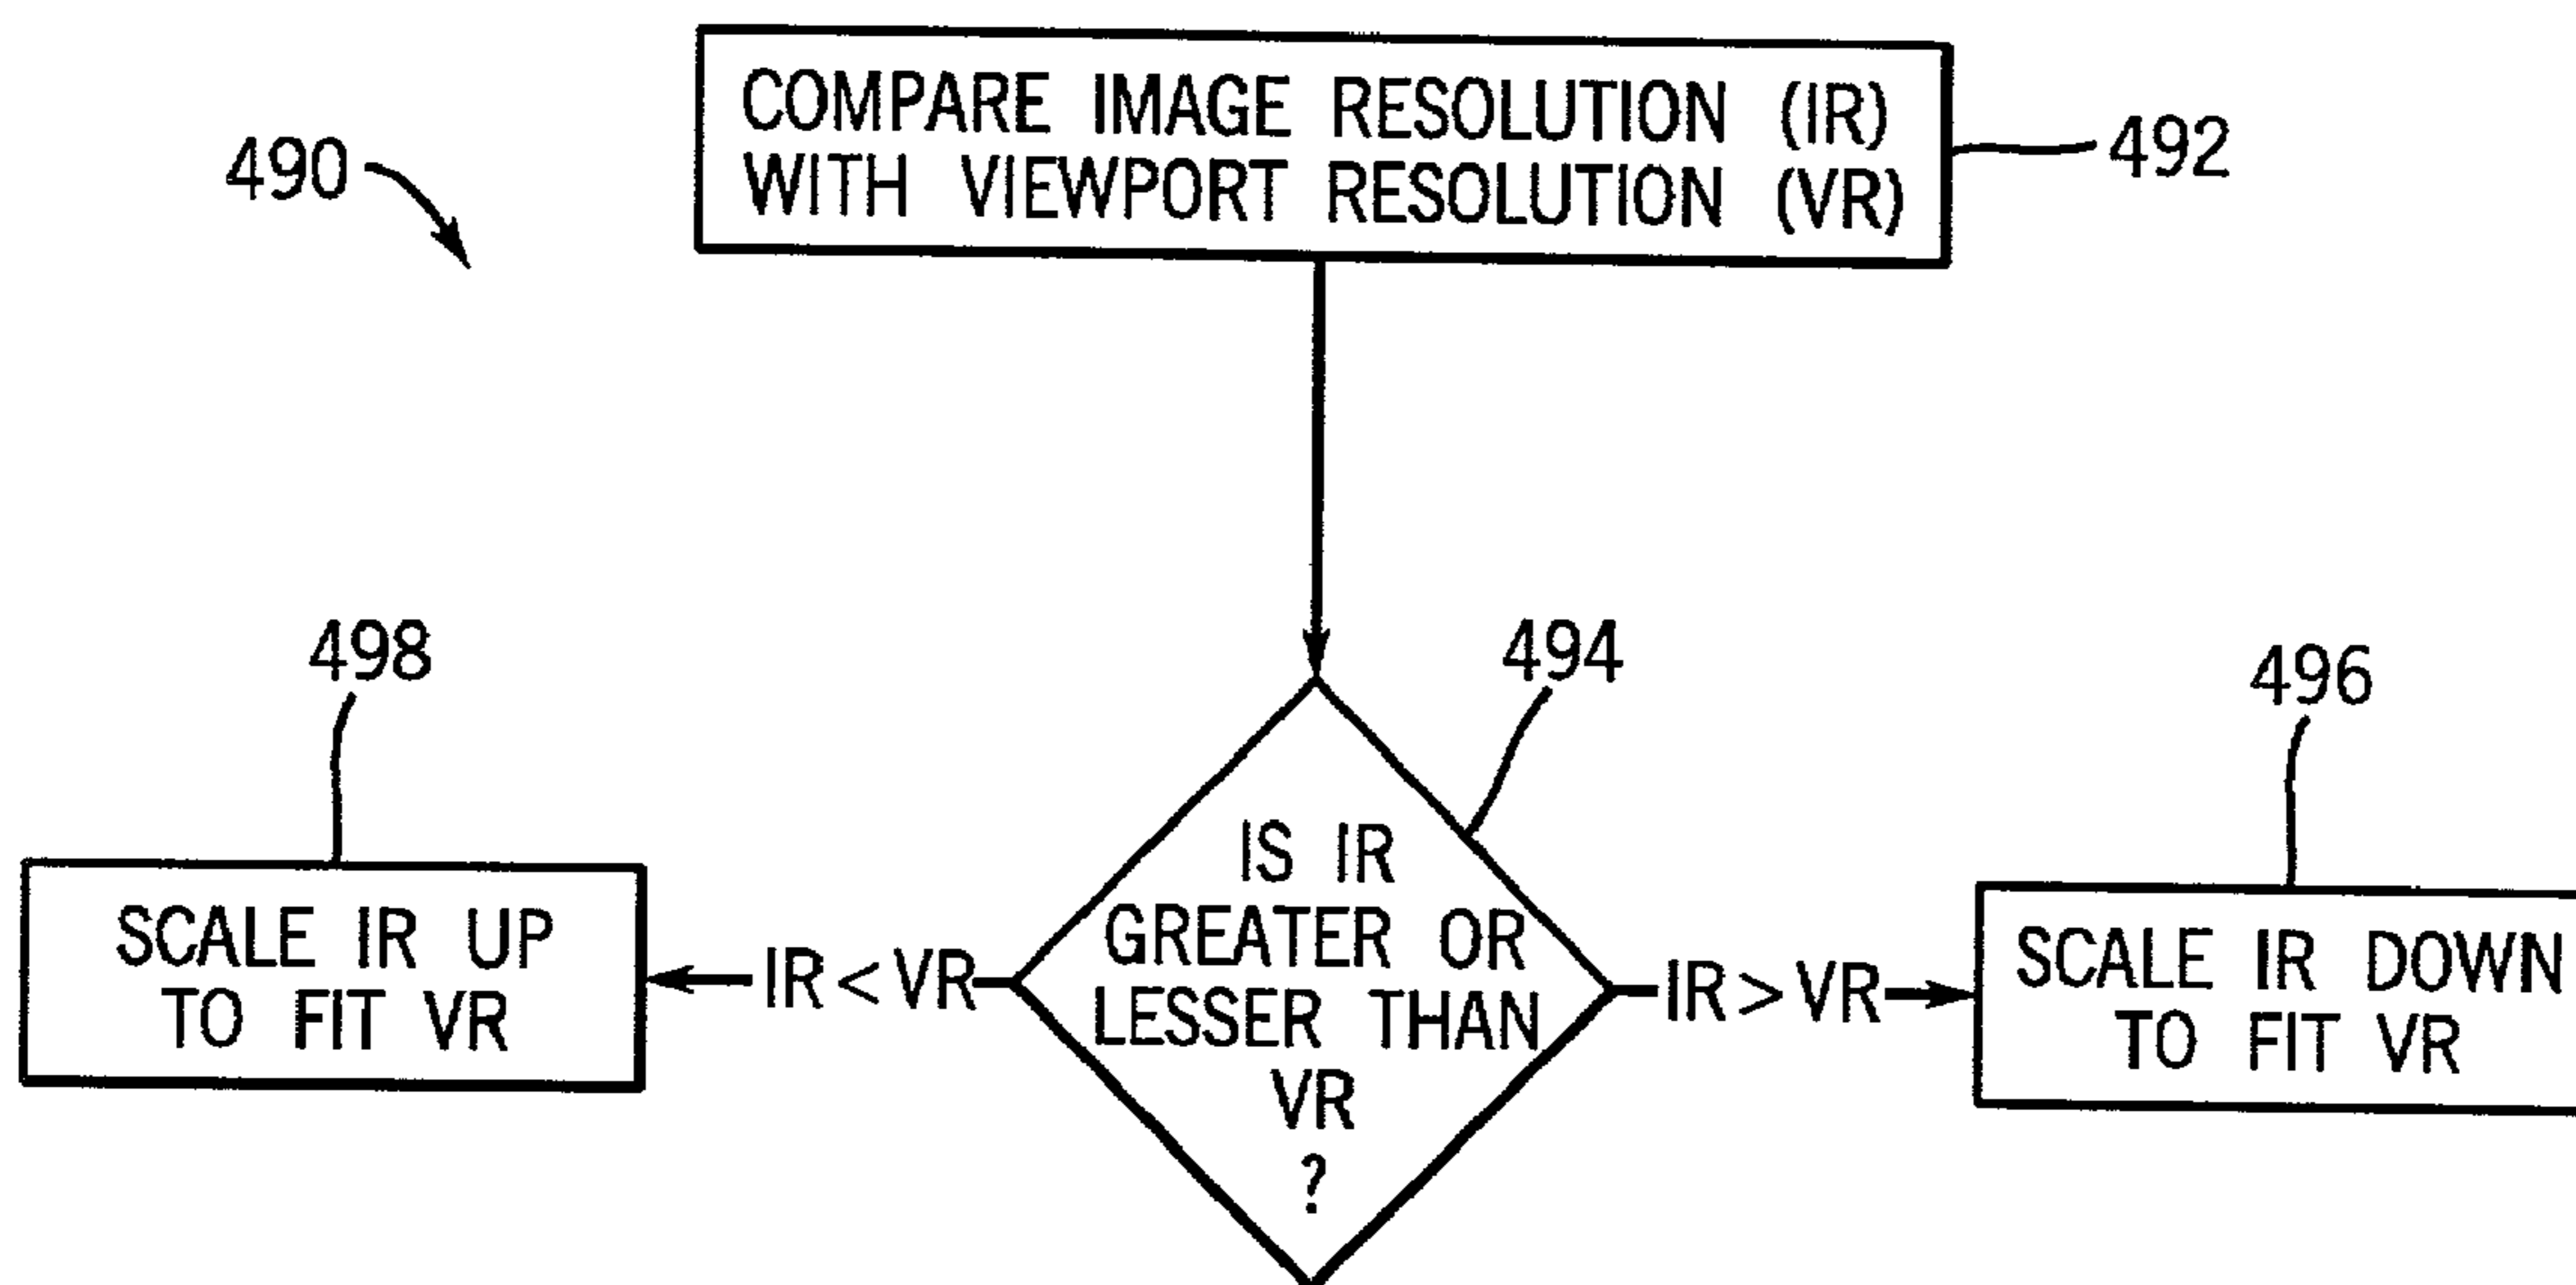 COMPARE IMAGE RESOLUTION (IR)
WITH VIEWPORT RESOLUTION (VR)
490
492
498
494
496
SCALE IR UP
TO FIT VR
IR < VR
IS IR
GREATER OR
LESSER THAN
VR
?
IR > VR
SCALE IR DOWN
TO FIT VR